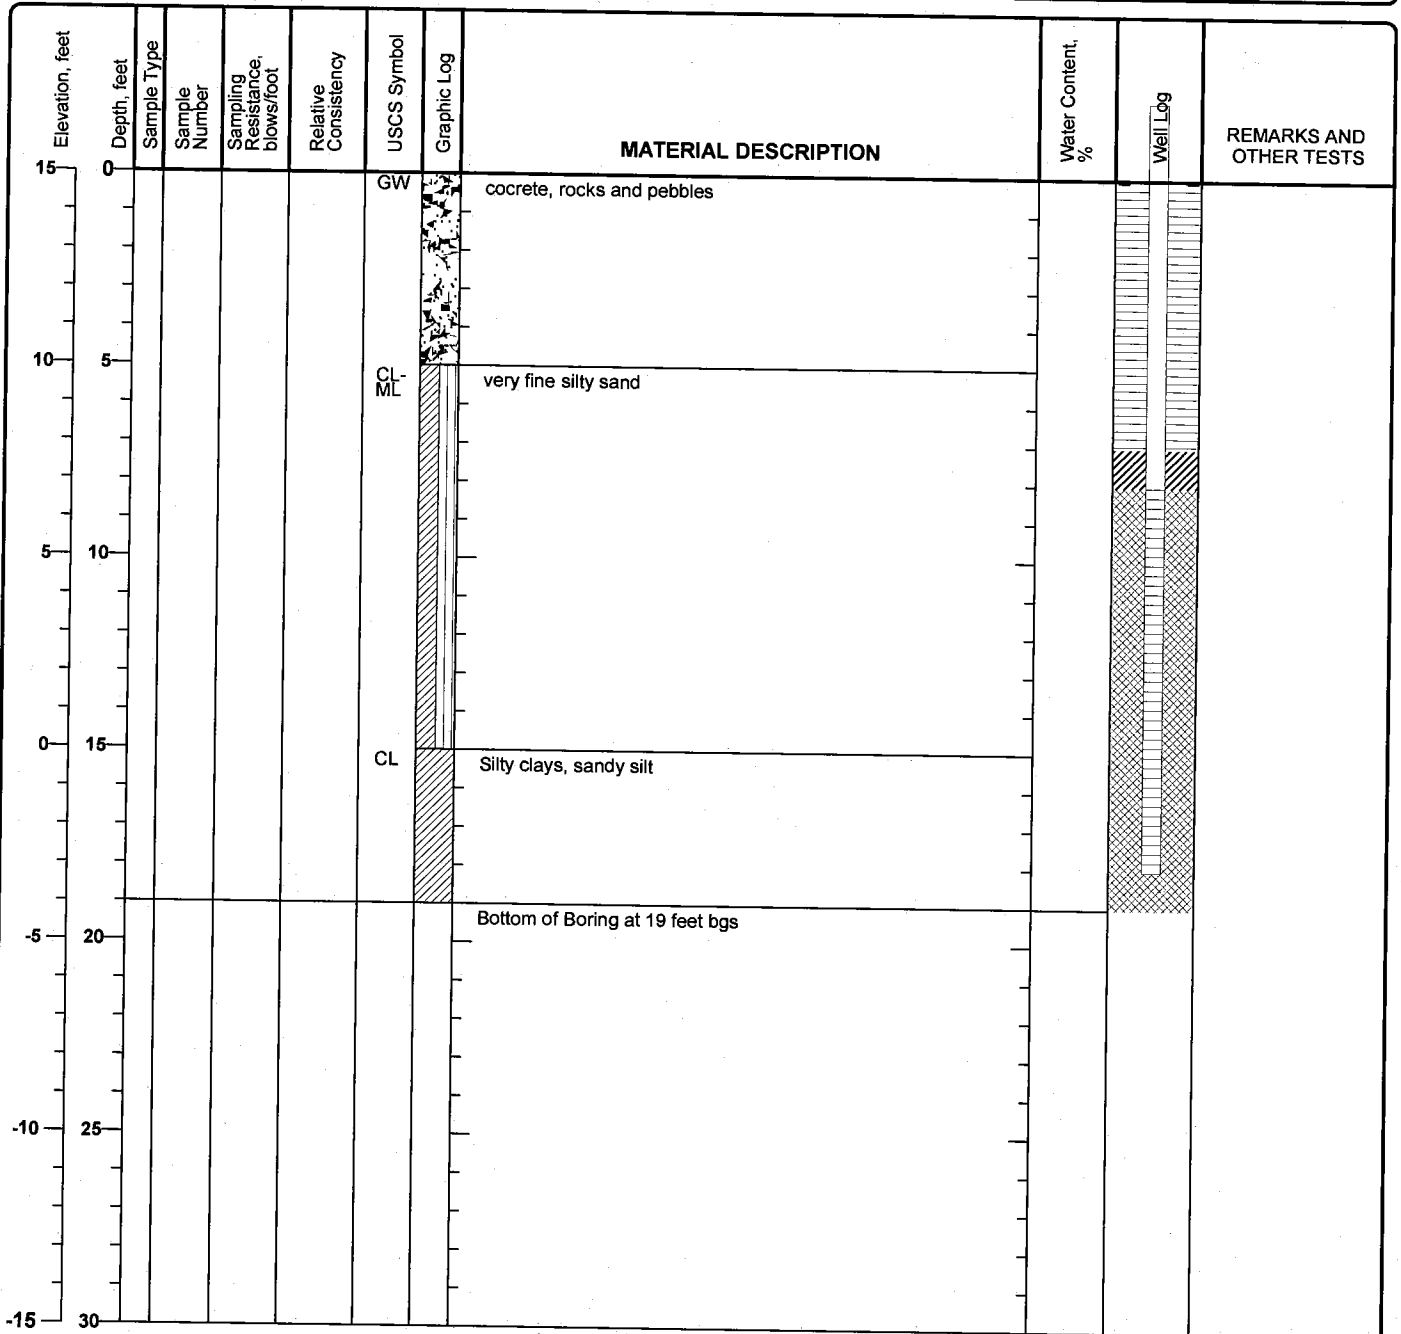 Elevation, feet
Depth, feet
Sample Type
Sample
Number
Sampling
Resistance,
blows/foot
Relative
Consistency
USCS Symbol
Graphic Log
MATERIAL DESCRIPTION
Water Content,
%
Well Log
REMARKS AND
OTHER TESTS
15 0
GW cocrete, rocks and pebbles
10 5
CL-
ML
very fine silty sand
5 10
0 15
CL Silty clays, sandy silt
Bottom of Boring at 19 feet bgs
-5 20
-10 25
-15 30